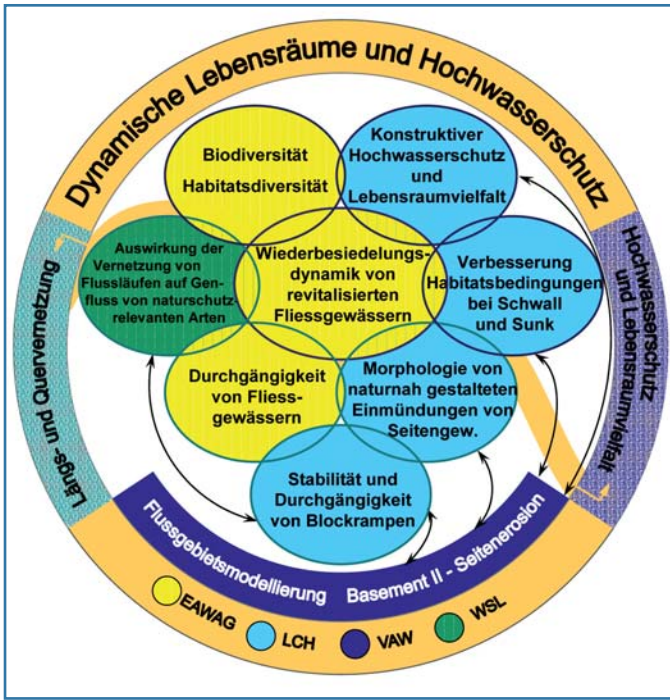 Dynamische Lebensräume und Hochwasserschutz
Biodiversität
Habitatsdiversität
Konstruktiver
Hochwasserschutz
und
Lebensraumvielfalt
Auswirkung der
Vernetzung von
Flussläufen auf Gen-
fluss von naturschutz-
relevanten Arten
Wiederbesiedelungs-
dynamik von
revitalisierten
Fliessgewässern
Verbesserung
Habitatsbedingungen
bei Schwall
und Sunk
Durchgängigkeit
von Fliess-
gewässern
Morphologie von
naturnah gestalteten
Einmündungen von
Seitengew.
Stabilität und
Durchgängigkeit
von Blockrampen
Längs- und Quervernetzung
Hochwasserschutz
und Lebensraumvielfalt
Flussgebietsmodellierung Basement II - Seitenerosion
EAWAG
LCH
VAW
WSL